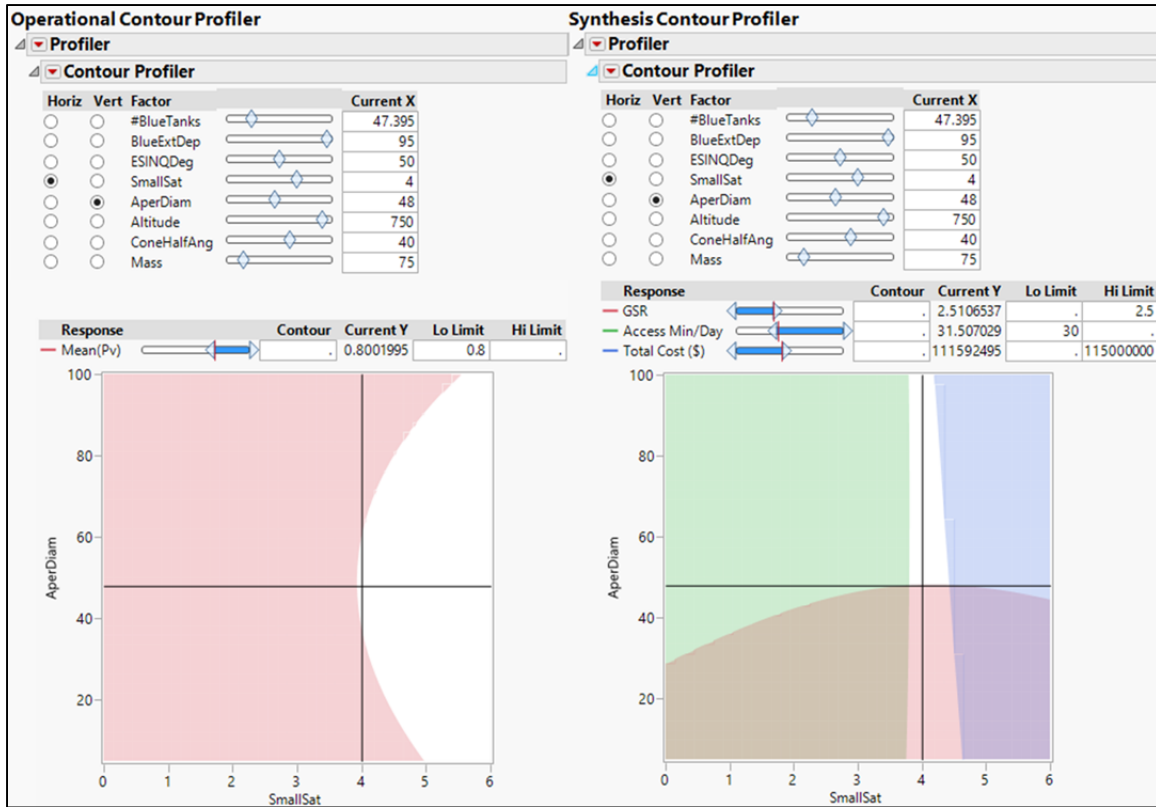 Operational Contour Profiler
Profiler
Contour Profiler
Horiz Vert Factor Current X
#BlueTanks 47.395
BlueExtDep 95
ESINQDeg 50
SmallSat 4
AperDiam 48
Altitude 750
ConeHalfAng 40
Mass 75
Response Contour Current Y Lo Limit Hi Limit
Mean(Pv) . 0.8001995 0.8 .
100
80
60
40
20
AperDiam
0 1 2 3 4 5 6
SmallSat
Synthesis Contour Profiler
Profiler
Contour Profiler
Horiz Vert Factor Current X
#BlueTanks 47.395
BlueExtDep 95
ESINQDeg 50
SmallSat 4
AperDiam 48
Altitude 750
ConeHalfAng 40
Mass 75
Response Contour Current Y Lo Limit Hi Limit
GSR . 2.5106537 . 2.5
Access Min/Day . 31.507029 30 .
Total Cost ($) . 111592495 . 115000000
100
80
60
40
20
AperDiam
0 1 2 3 4 5 6
SmallSat